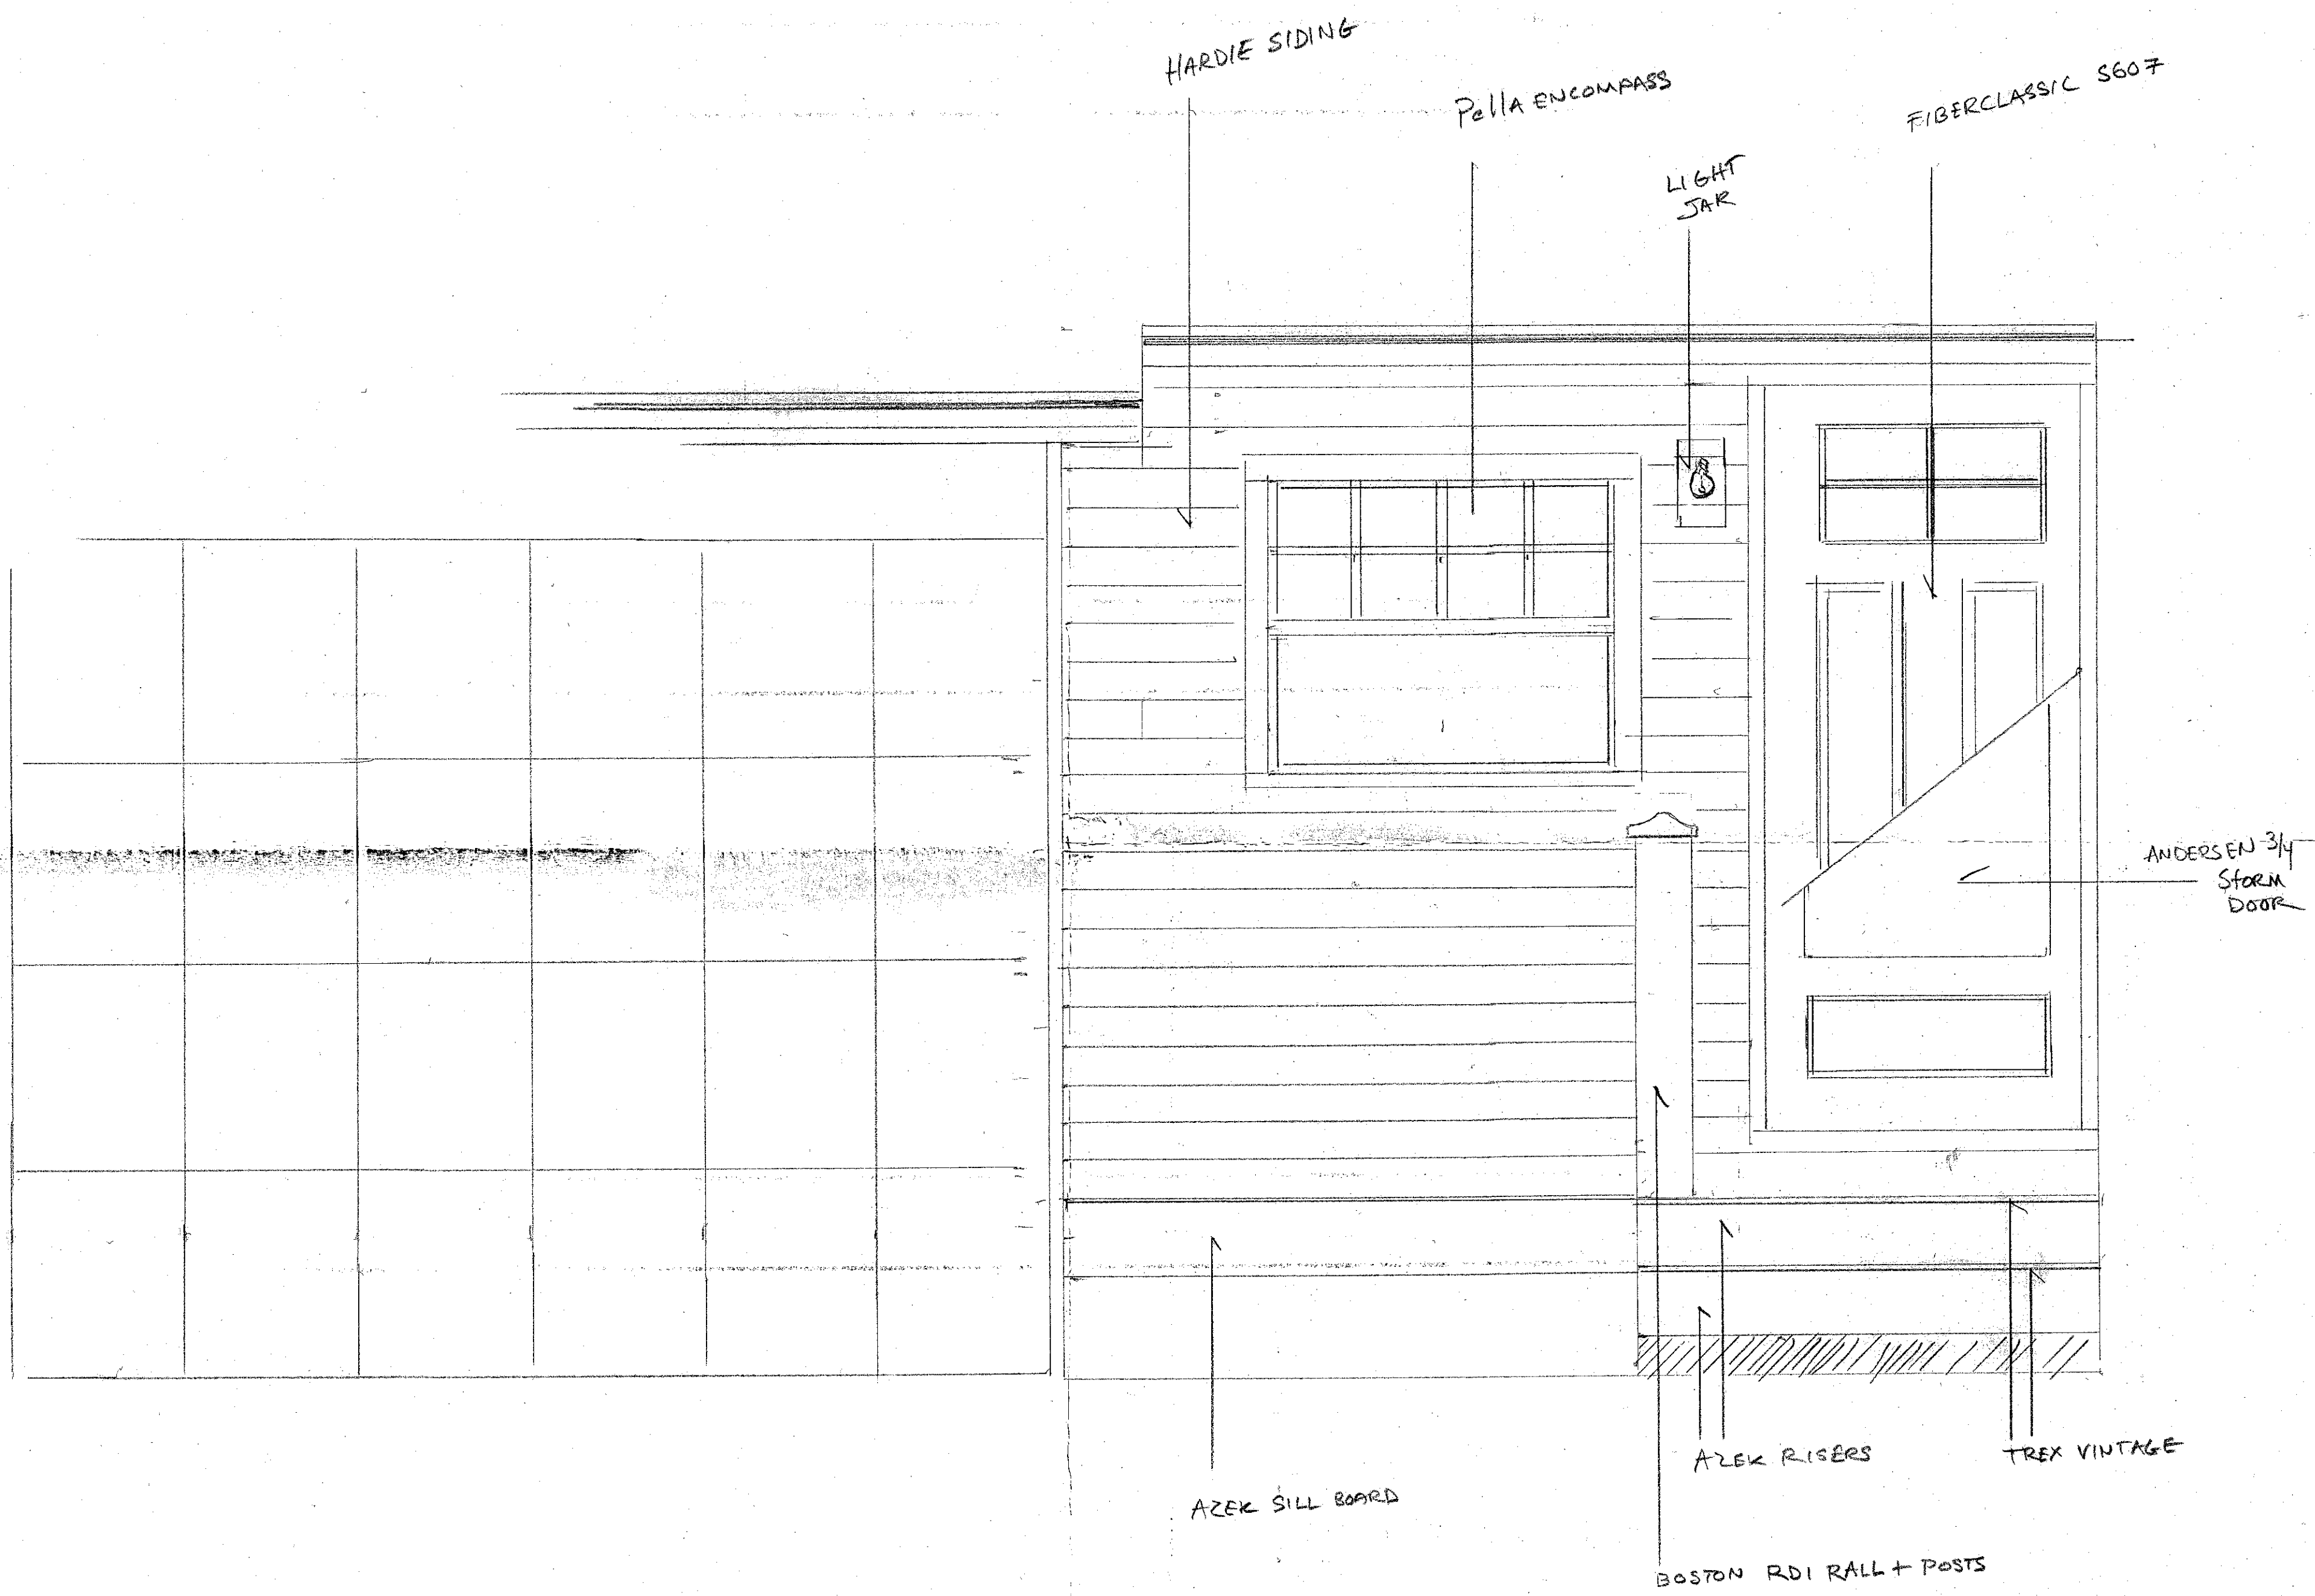 HARDIE SIDING
PellA ENCOMPASS
FIBERCLASSIC S607
LIGHT
JAR
ANDERSEN 3/4
StORM
DOOR
AZEK RISERS
TREX VINTAGE
AZEK SILL BOARD
BOSTON RDI RALL + POSTS